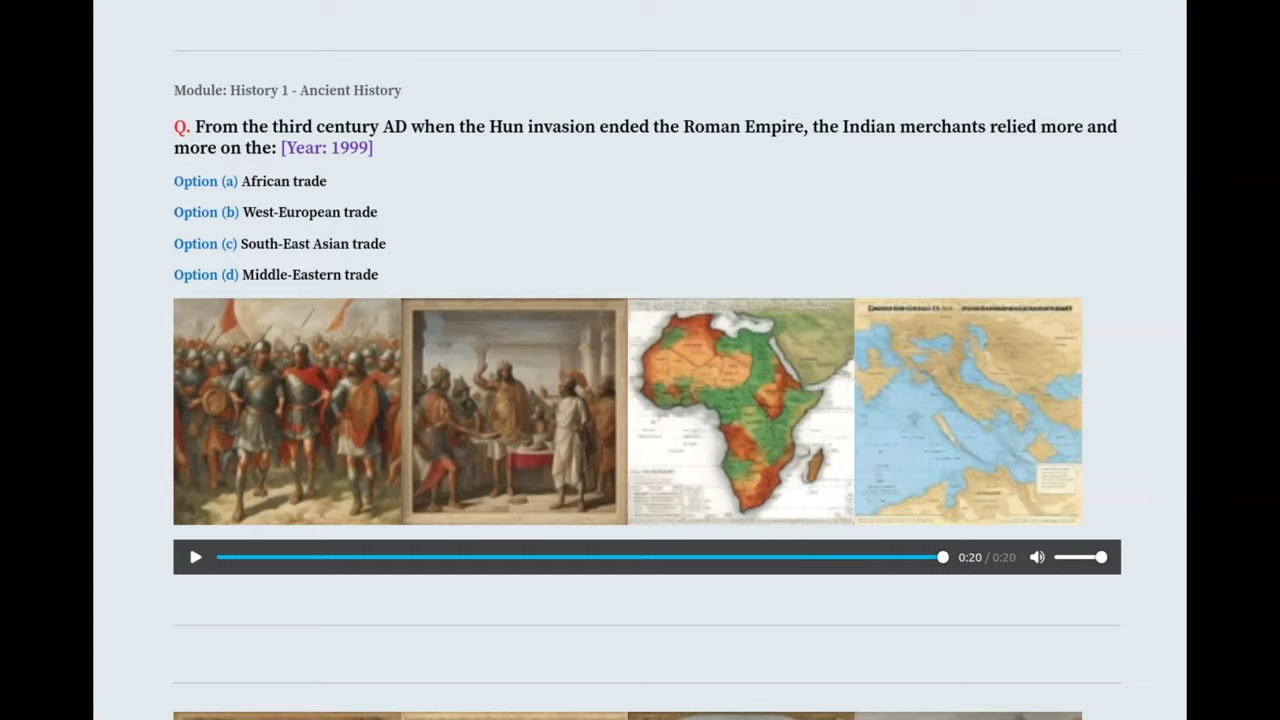 Module: History 1 - Ancient History
Q. From the third century AD when the Hun invasion ended the Roman Empire, the Indian merchants relied more and
more on the: [Year: 1999]
Option (a) African trade
Option (b) West-European trade
Option (c) South-East Asian trade
Option (d) Middle-Eastern trade
0:20 / 0:20